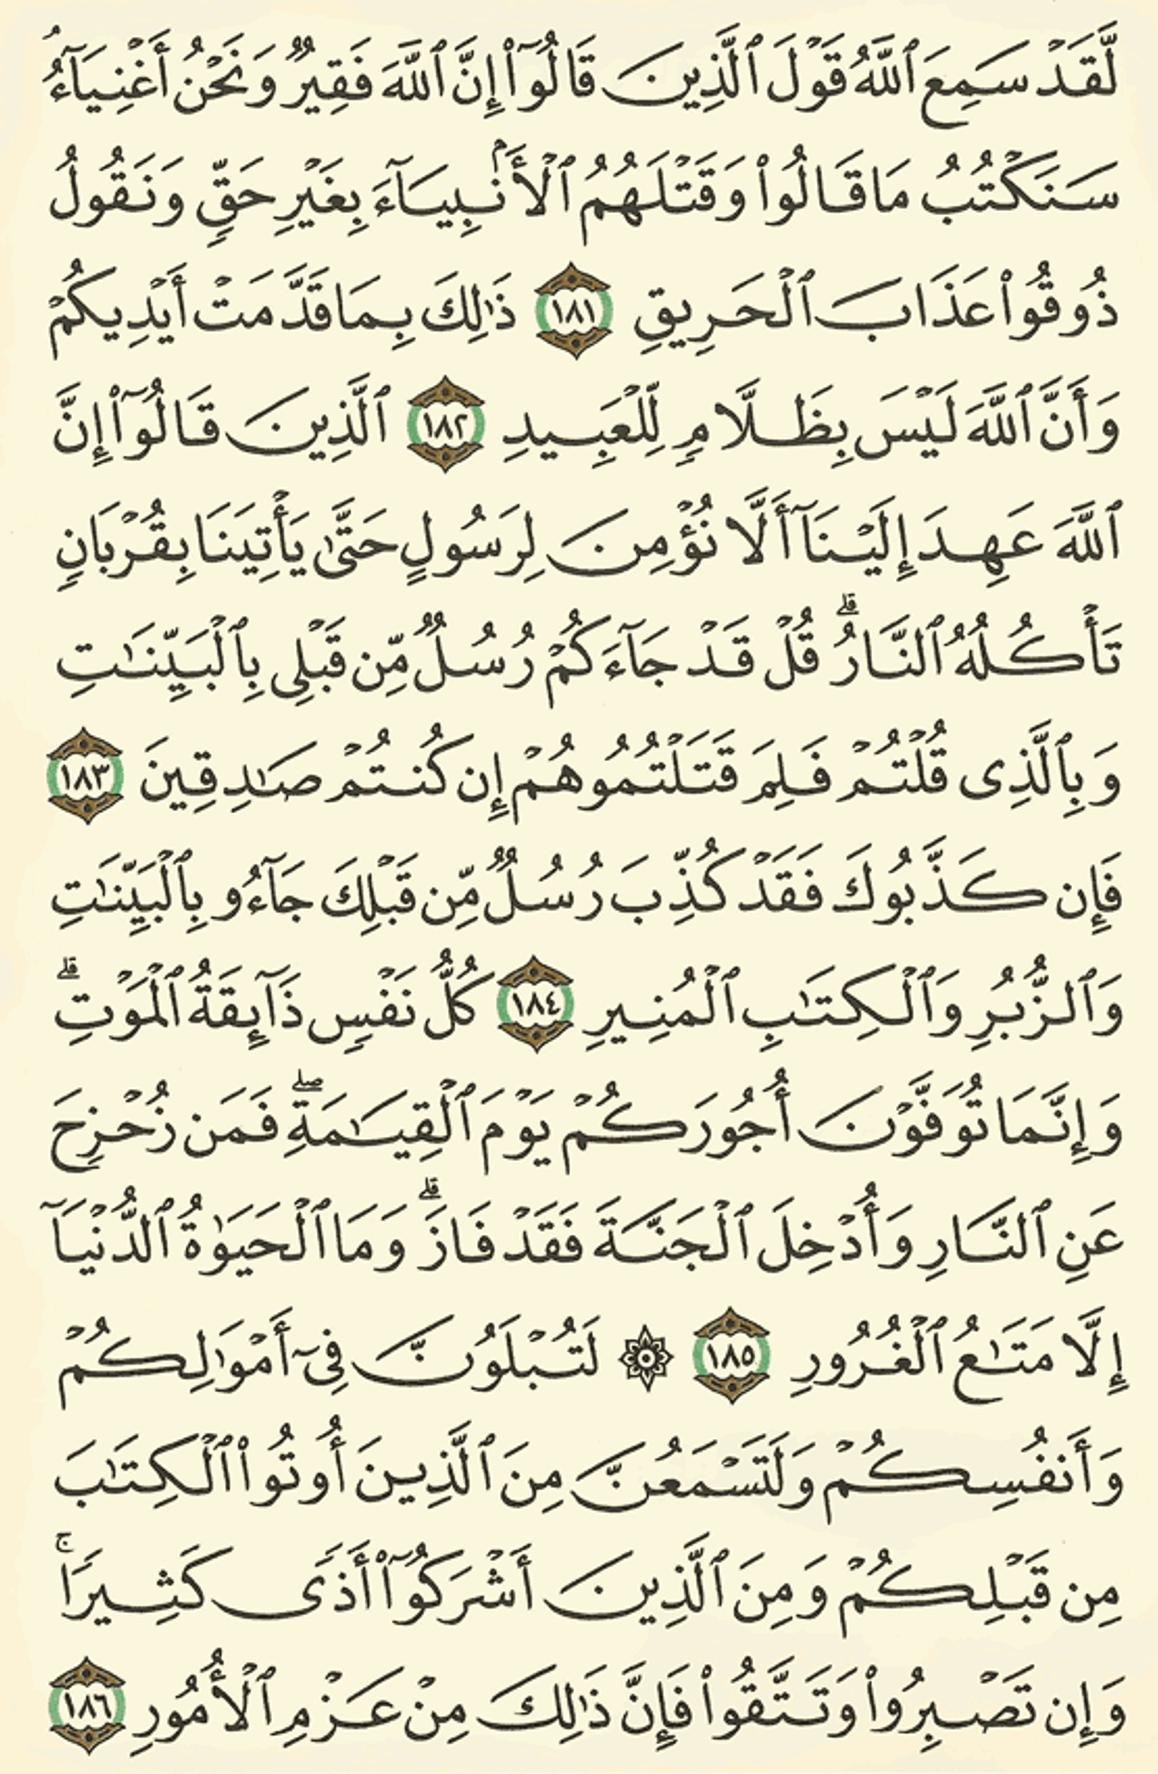 لَّقَدْ سَمِعَ ٱللَّهُ قَوْلَ ٱلَّذِينَ قَالُوٓا۟ إِنَّ ٱللَّهَ فَقِيرٌ وَنَحْنُ أَغْنِيَآءُ ۘ
سَنَكْتُبُ مَا قَالُوا۟ وَقَتْلَهُمُ ٱلْأَنۢبِيَآءَ بِغَيْرِ حَقٍّ وَنَقُولُ
ذُوقُوا۟ عَذَابَ ٱلْحَرِيقِ ١٨١ ذَٰلِكَ بِمَا قَدَّمَتْ أَيْدِيكُمْ
وَأَنَّ ٱللَّهَ لَيْسَ بِظَلَّامٍ لِّلْعَبِيدِ ١٨٢ ٱلَّذِينَ قَالُوٓا۟ إِنَّ
ٱللَّهَ عَهِدَ إِلَيْنَآ أَلَّا نُؤْمِنَ لِرَسُولٍ حَتَّىٰ يَأْتِيَنَا بِقُرْبَانٍ
تَأْكُلُهُ ٱلنَّارُ ۗ قُلْ قَدْ جَآءَكُمْ رُسُلٌ مِّن قَبْلِى بِٱلْبَيِّنَـٰتِ
وَبِٱلَّذِى قُلْتُمْ فَلِمَ قَتَلْتُمُوهُمْ إِن كُنتُمْ صَـٰدِقِينَ ١٨٣
فَإِن كَذَّبُوكَ فَقَدْ كُذِّبَ رُسُلٌ مِّن قَبْلِكَ جَآءُو بِٱلْبَيِّنَـٰتِ
وَٱلزُّبُرِ وَٱلْكِتَـٰبِ ٱلْمُنِيرِ ١٨٤ كُلُّ نَفْسٍ ذَآئِقَةُ ٱلْمَوْتِ ۗ
وَإِنَّمَا تُوَفَّوْنَ أُجُورَكُمْ يَوْمَ ٱلْقِيَـٰمَةِ ۖ فَمَن زُحْزِحَ
عَنِ ٱلنَّارِ وَأُدْخِلَ ٱلْجَنَّةَ فَقَدْ فَازَ ۗ وَمَا ٱلْحَيَوٰةُ ٱلدُّنْيَآ
إِلَّا مَتَـٰعُ ٱلْغُرُورِ ١٨٥ ۞ لَتُبْلَوُنَّ فِىٓ أَمْوَٰلِكُمْ
وَأَنفُسِكُمْ وَلَتَسْمَعُنَّ مِنَ ٱلَّذِينَ أُوتُوا۟ ٱلْكِتَـٰبَ
مِن قَبْلِكُمْ وَمِنَ ٱلَّذِينَ أَشْرَكُوٓا۟ أَذًى كَثِيرًا ۚ
وَإِن تَصْبِرُوا۟ وَتَتَّقُوا۟ فَإِنَّ ذَٰلِكَ مِنْ عَزْمِ ٱلْأُمُورِ ١٨٦